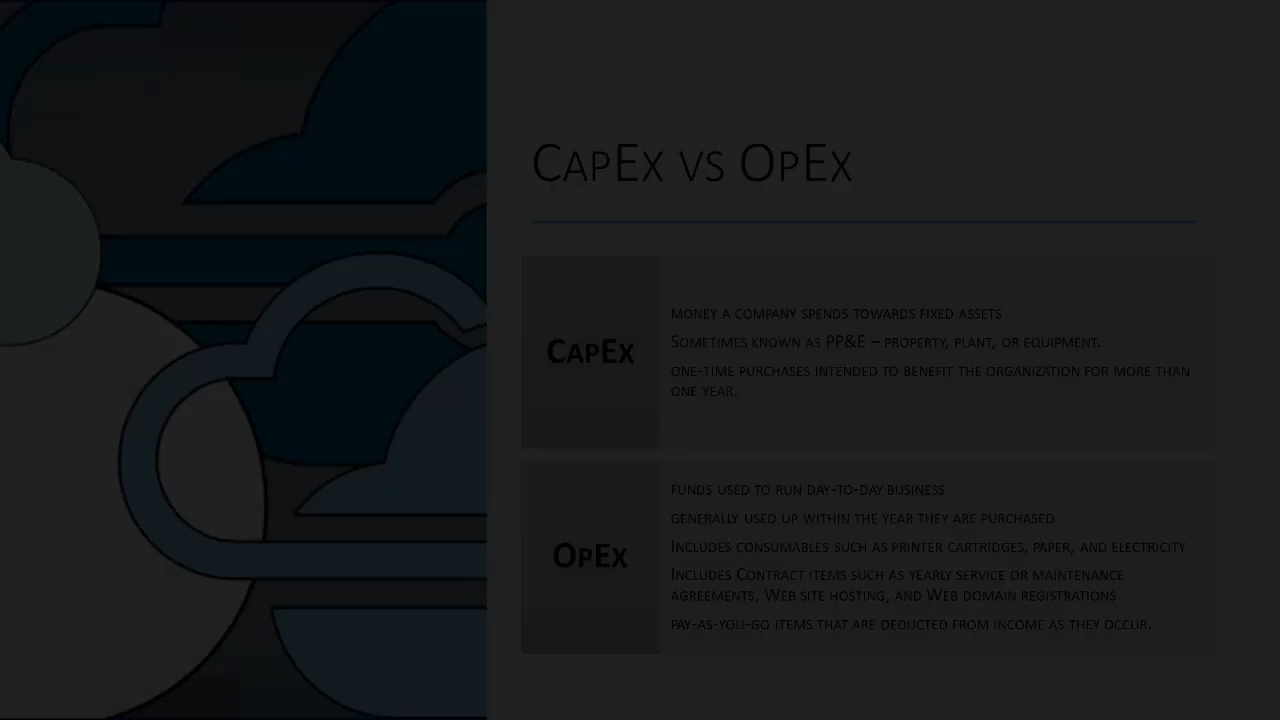 CapEx vs OpEx
CapEx
money a company spends towards fixed assets
Sometimes known as PP&E – property, plant, or equipment.
one-time purchases intended to benefit the organization for more than
one year.
OpEx
funds used to run day-to-day business
generally used up within the year they are purchased
Includes consumables such as printer cartridges, paper, and electricity
Includes Contract items such as yearly service or maintenance
agreements, Web site hosting, and Web domain registrations
pay-as-you-go items that are deducted from income as they occur.